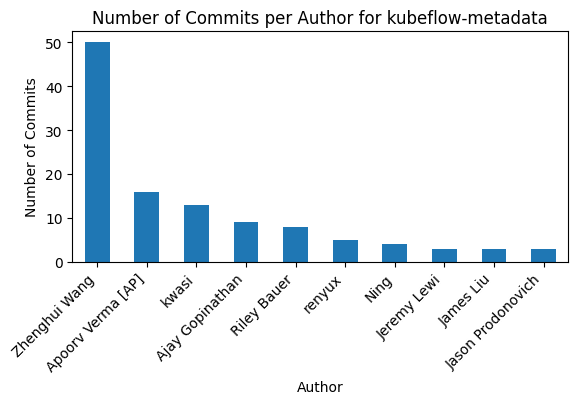 Number of Commits per Author for kubeflow-metadata
Number of Commits
50
40
30
20
10
0
Zhenghui Wang
Apoorv Verma [AP]
kwasi
Ajay Gopinathan
Riley Bauer
renyux
Ning
Jeremy Lewi
James Liu
Jason Prodonovich
Author